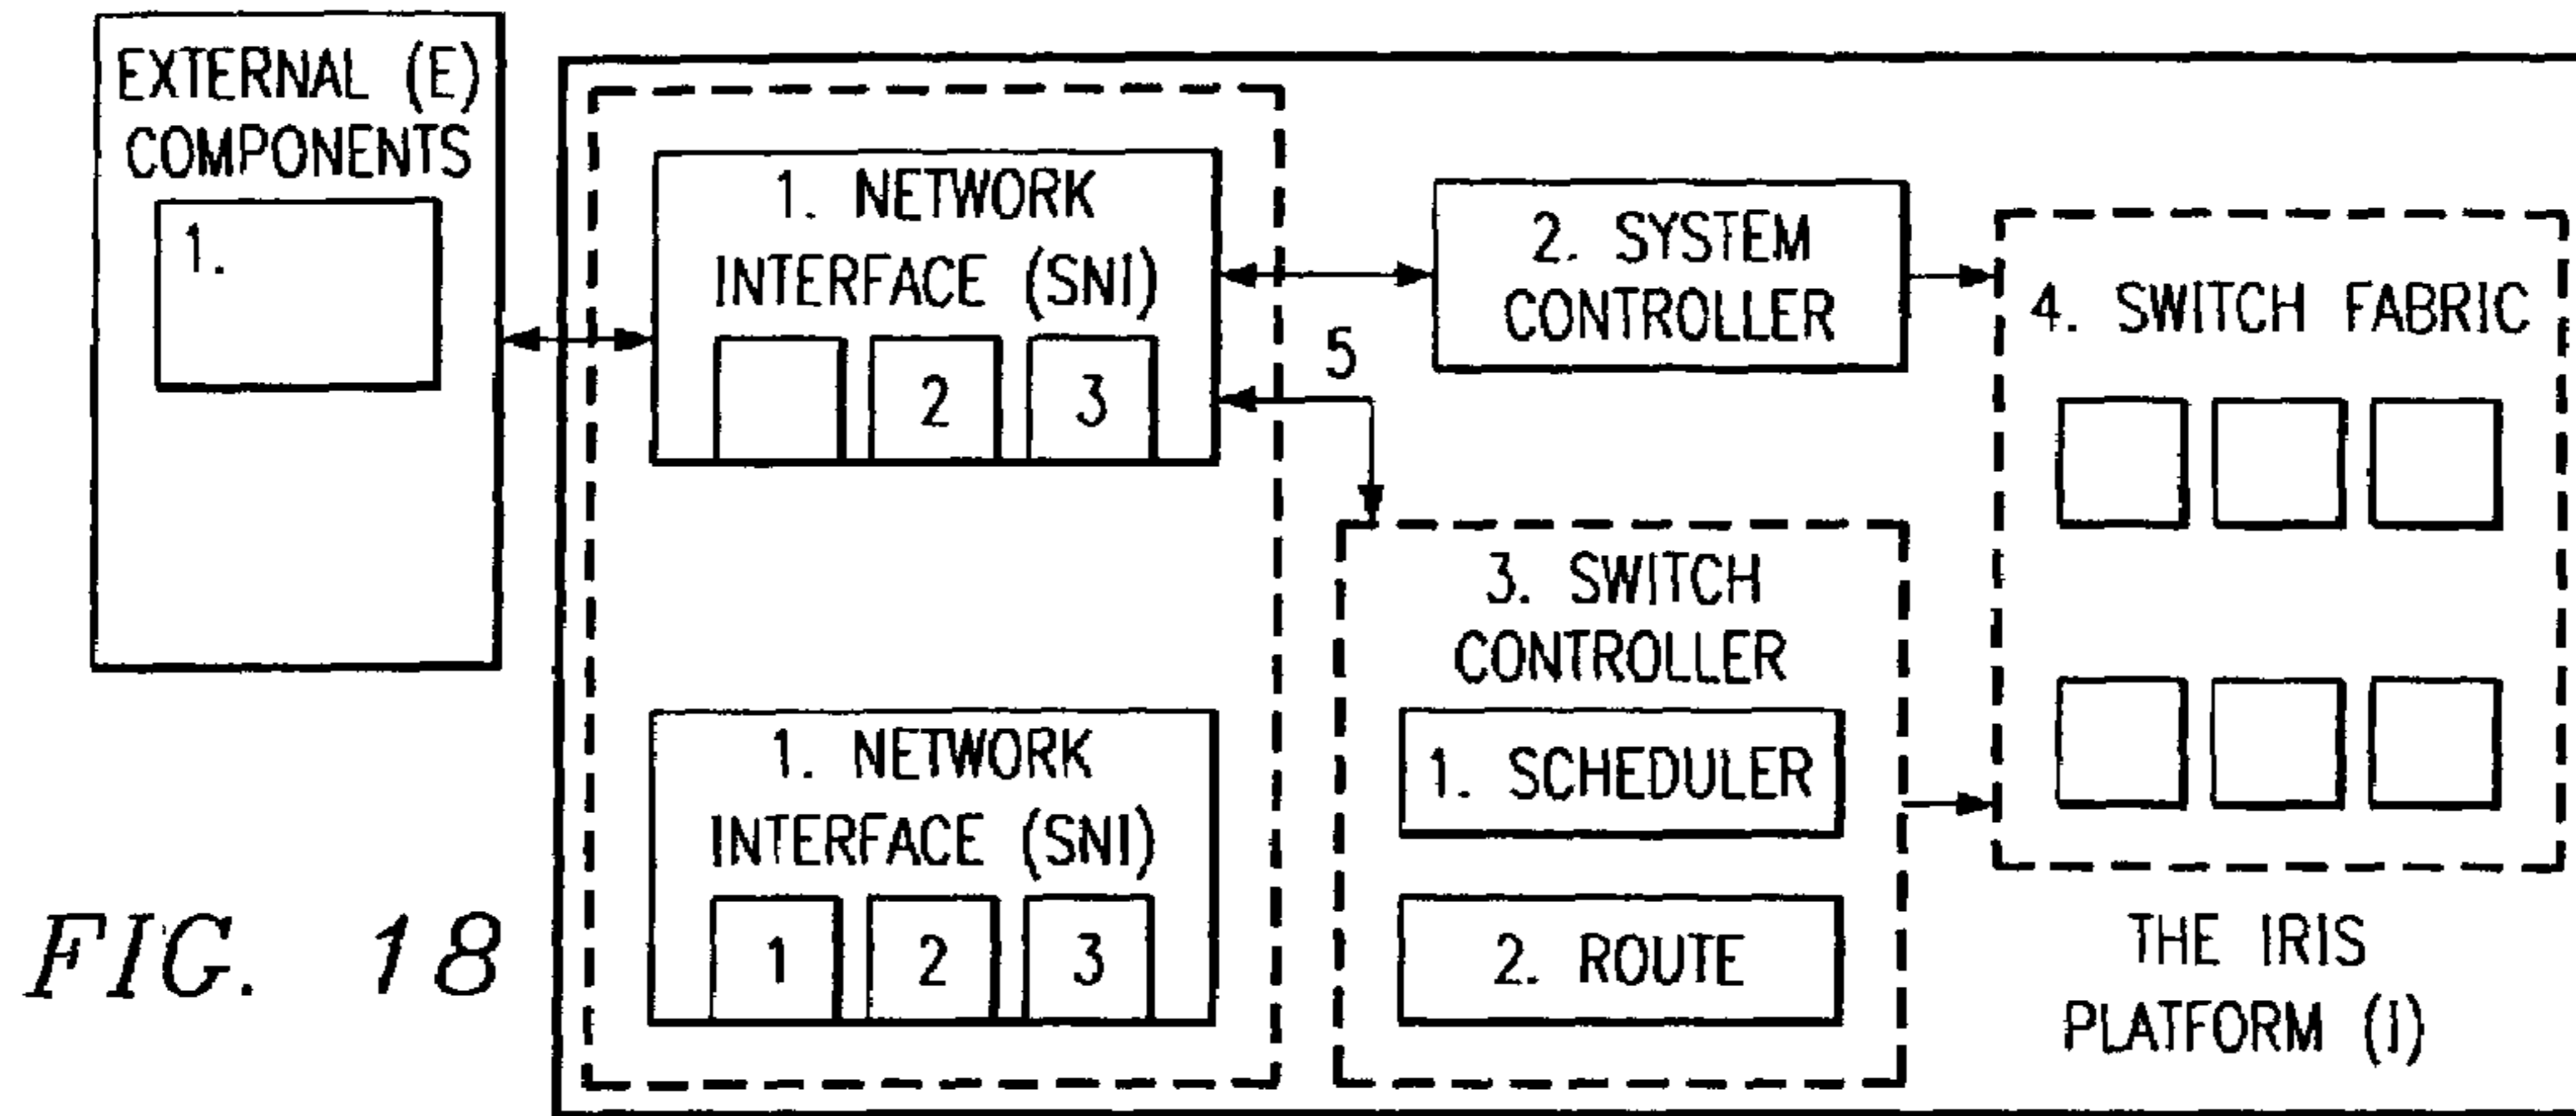 EXTERNAL (E)
COMPONENTS
1.
1. NETWORK
INTERFACE (SNI)
2
3
5
2. SYSTEM
CONTROLLER
4. SWITCH FABRIC
3. SWITCH
CONTROLLER
1. SCHEDULER
2. ROUTE
1. NETWORK
INTERFACE (SNI)
1
2
3
THE IRIS
PLATFORM (I)
FIG. 18